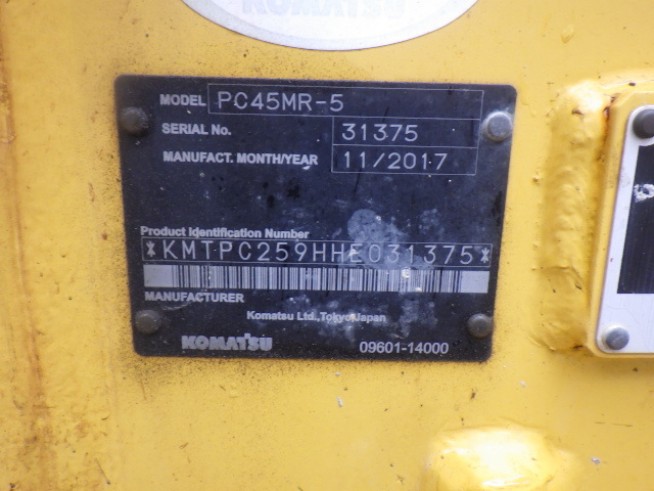 KOMATSU
MODEL PC45MR-5
SERIAL No. 31375
MANUFACT. MONTH/YEAR 11/2017
Product Identification Number
*KMTPC259HHE031375*
MANUFACTURER
Komatsu Ltd.,Tokyo/Japan
KOMATSU 09601-14000